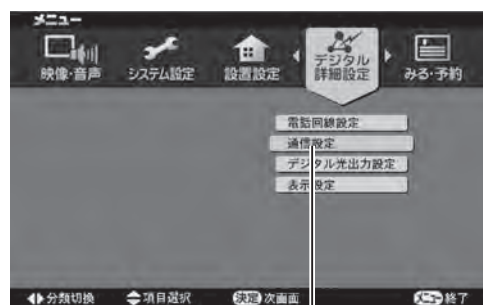 メニュー
映像・音声 システム設定 設置設定 デジタル詳細設定 みる・予約
電話回線設定
通信設定
デジタル光出力設定
表示設定
分類切換 項目選択 決定 次画面 メニュー 終了